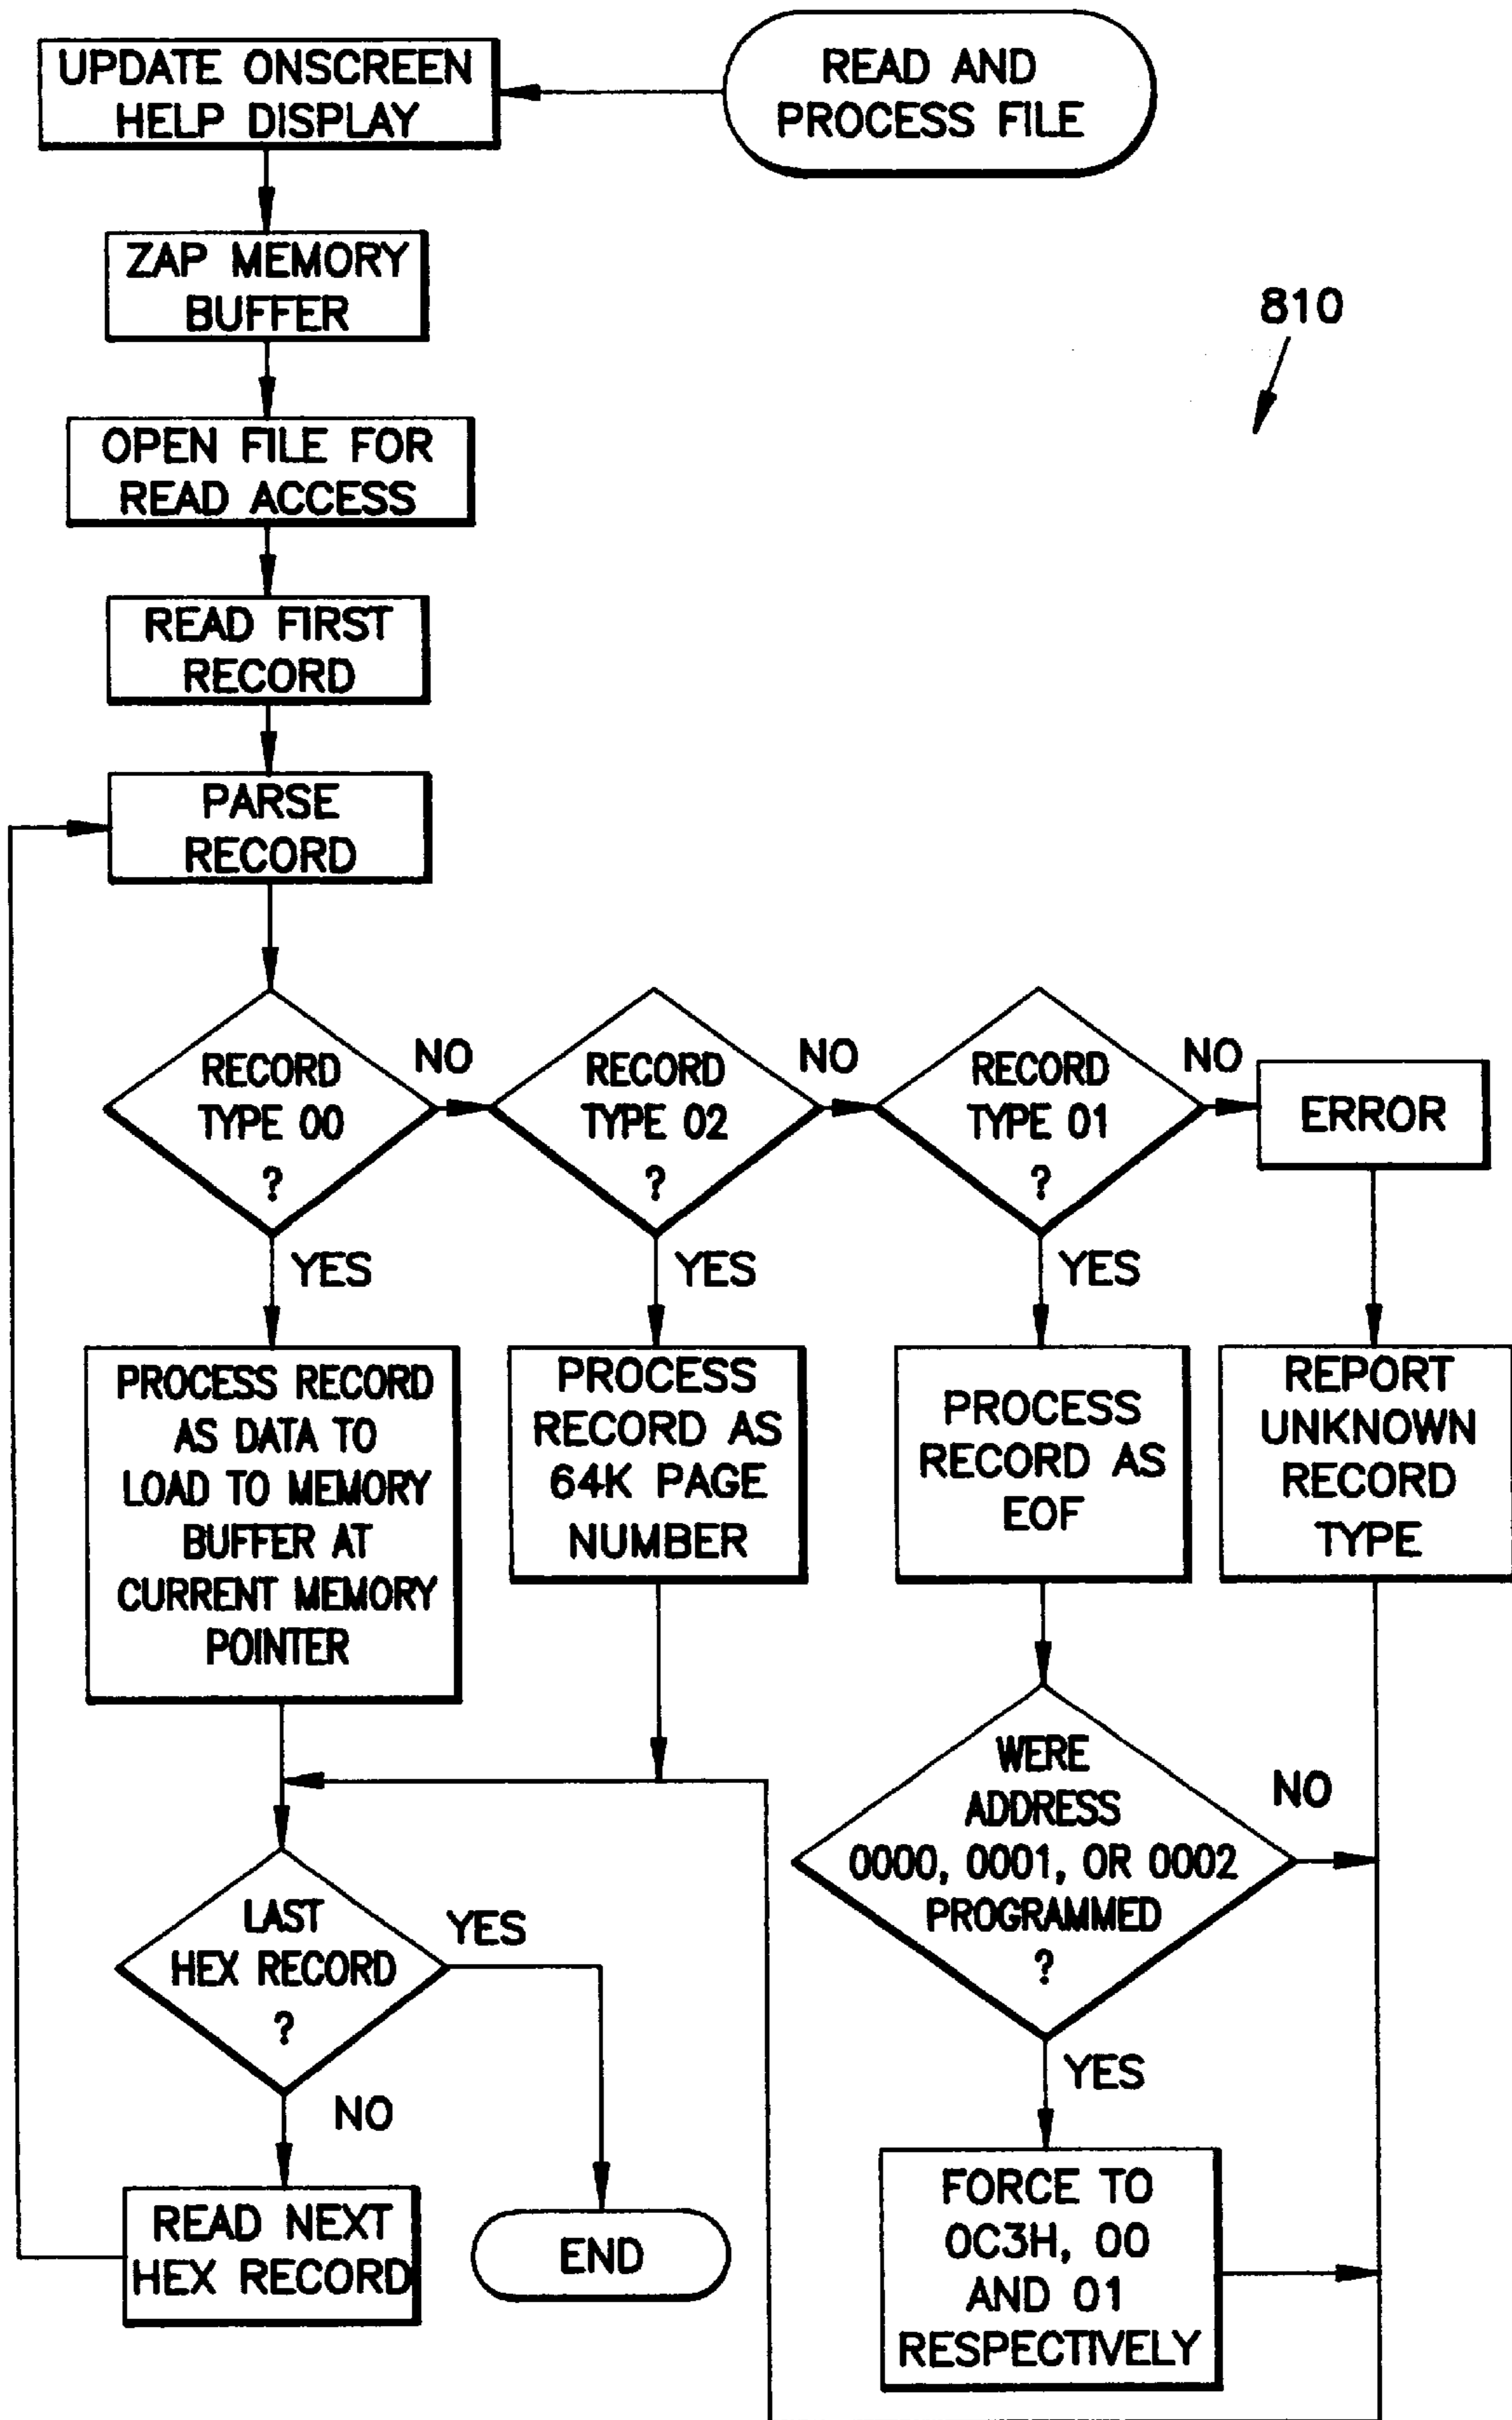 UPDATE ONSCREEN
HELP DISPLAY
READ AND
PROCESS FILE
ZAP MEMORY
BUFFER
810
OPEN FILE FOR
READ ACCESS
READ FIRST
RECORD
PARSE
RECORD
RECORD
TYPE 00
?
NO
RECORD
TYPE 02
?
NO
RECORD
TYPE 01
?
NO
ERROR
YES
YES
YES
PROCESS RECORD
AS DATA TO
LOAD TO MEMORY
BUFFER AT
CURRENT MEMORY
POINTER
PROCESS
RECORD AS
64K PAGE
NUMBER
PROCESS
RECORD AS
EOF
REPORT
UNKNOWN
RECORD
TYPE
WERE
ADDRESS
0000, 0001, OR 0002
PROGRAMMED
?
NO
LAST
HEX RECORD
?
YES
NO
YES
READ NEXT
HEX RECORD
END
FORCE TO
0C3H, 00
AND 01
RESPECTIVELY